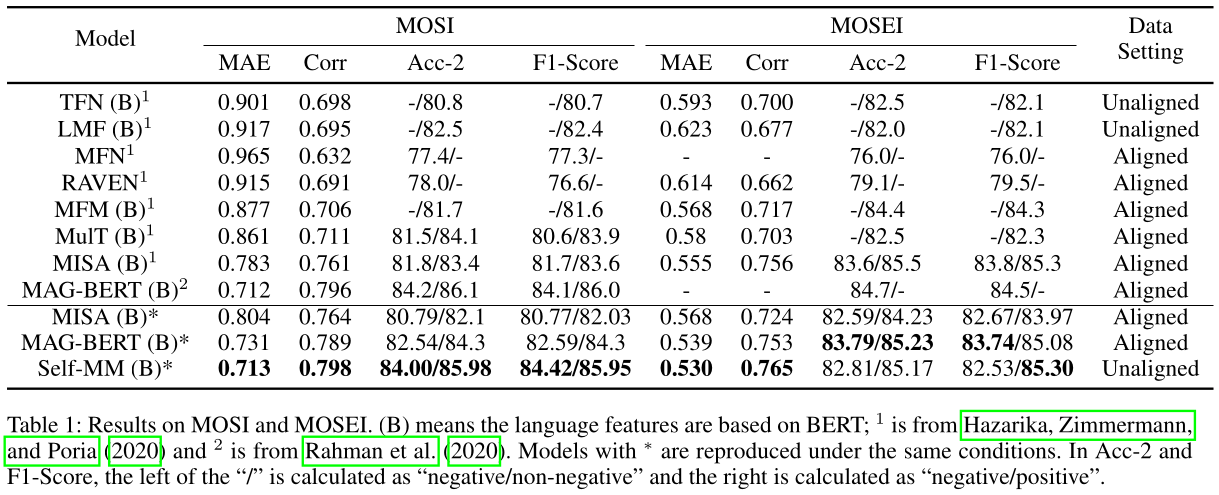 Model MOSI MOSEI Data Setting
MAE Corr Acc-2 F1-Score MAE Corr Acc-2 F1-Score
TFN (B)1 0.901 0.698 -/80.8 -/80.7 0.593 0.700 -/82.5 -/82.1 Unaligned
LMF (B)1 0.917 0.695 -/82.5 -/82.4 0.623 0.677 -/82.0 -/82.1 Unaligned
MFN1 0.965 0.632 77.4/- 77.3/- - - 76.0/- 76.0/- Aligned
RAVEN1 0.915 0.691 78.0/- 76.6/- 0.614 0.662 79.1/- 79.5/- Aligned
MFM (B)1 0.877 0.706 -/81.7 -/81.6 0.568 0.717 -/84.4 -/84.3 Aligned
MulT (B)1 0.861 0.711 81.5/84.1 80.6/83.9 0.58 0.703 -/82.5 -/82.3 Aligned
MISA (B)1 0.783 0.761 81.8/83.4 81.7/83.6 0.555 0.756 83.6/85.5 83.8/85.3 Aligned
MAG-BERT (B)2 0.712 0.796 84.2/86.1 84.1/86.0 - - 84.7/- 84.5/- Aligned
MISA (B)* 0.804 0.764 80.79/82.1 80.77/82.03 0.568 0.724 82.59/84.23 82.67/83.97 Aligned
MAG-BERT (B)* 0.731 0.789 82.54/84.3 82.59/84.3 0.539 0.753 83.79/85.23 83.74/85.08 Aligned
Self-MM (B)* 0.713 0.798 84.00/85.98 84.42/85.95 0.530 0.765 82.81/85.17 82.53/85.30 Unaligned
Table 1: Results on MOSI and MOSEI. (B) means the language features are based on BERT; 1 is from Hazarika, Zimmermann,
and Poria (2020) and 2 is from Rahman et al. (2020). Models with * are reproduced under the same conditions. In Acc-2 and
F1-Score, the left of the “/” is calculated as “negative/non-negative” and the right is calculated as “negative/positive”.